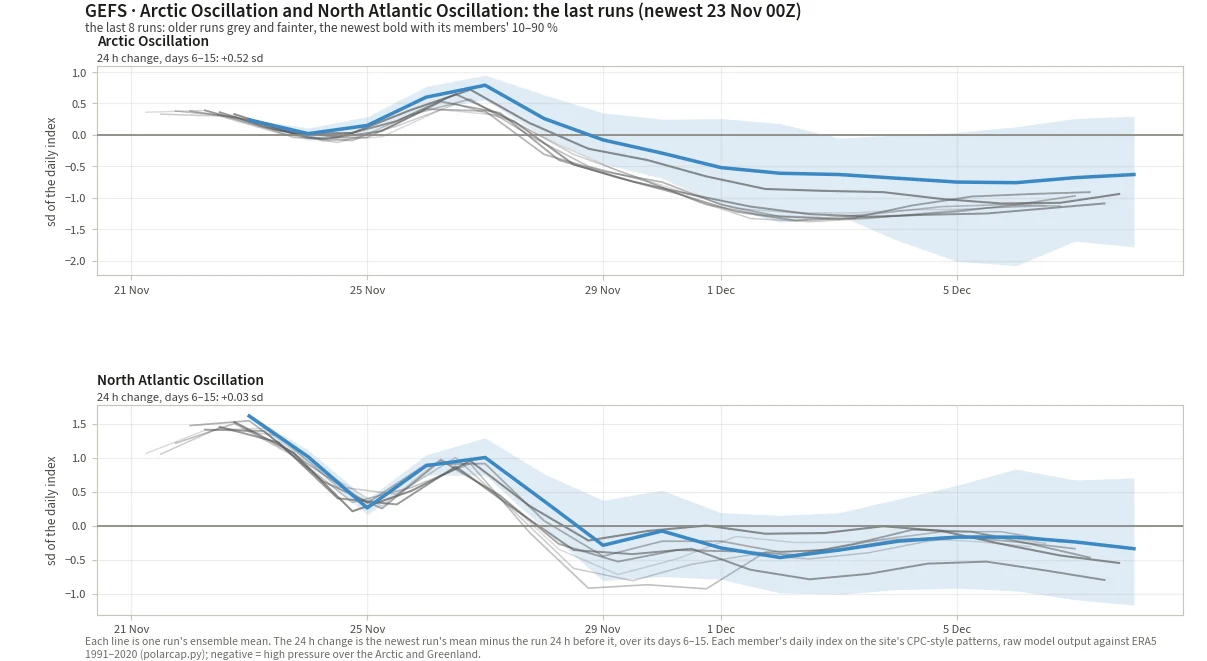 GEFS · Arctic Oscillation and North Atlantic Oscillation: the last runs (newest 23 Nov 00Z)
the last 8 runs: older runs grey and fainter, the newest bold with its members' 10–90 %
Arctic Oscillation
24 h change, days 6–15: +0.52 sd
sd of the daily index
1.0
0.5
0.0
−0.5
−1.0
−1.5
−2.0
21 Nov
25 Nov
29 Nov
1 Dec
5 Dec
North Atlantic Oscillation
24 h change, days 6–15: +0.03 sd
sd of the daily index
1.5
1.0
0.5
0.0
−0.5
−1.0
21 Nov
25 Nov
29 Nov
1 Dec
5 Dec
Each line is one run's ensemble mean. The 24 h change is the newest run's mean minus the run 24 h before it, over its days 6–15. Each member's daily index on the site's CPC-style patterns, raw model output against ERA5
1991–2020 (polarcap.py); negative = high pressure over the Arctic and Greenland.